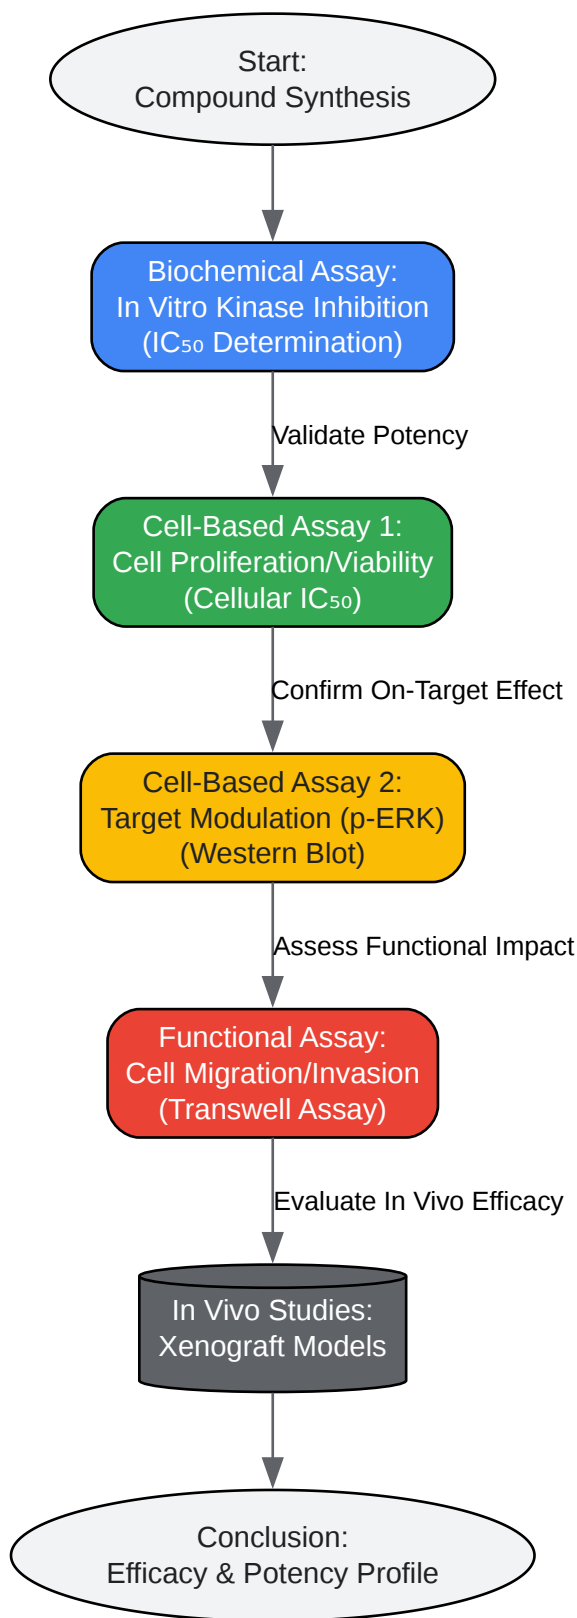 Start:
Compound Synthesis
Biochemical Assay:
In Vitro Kinase Inhibition
(IC₅₀ Determination)
Validate Potency
Cell-Based Assay 1:
Cell Proliferation/Viability
(Cellular IC₅₀)
Confirm On-Target Effect
Cell-Based Assay 2:
Target Modulation (p-ERK)
(Western Blot)
Assess Functional Impact
Functional Assay:
Cell Migration/Invasion
(Transwell Assay)
Evaluate In Vivo Efficacy
In Vivo Studies:
Xenograft Models
Conclusion:
Efficacy & Potency Profile